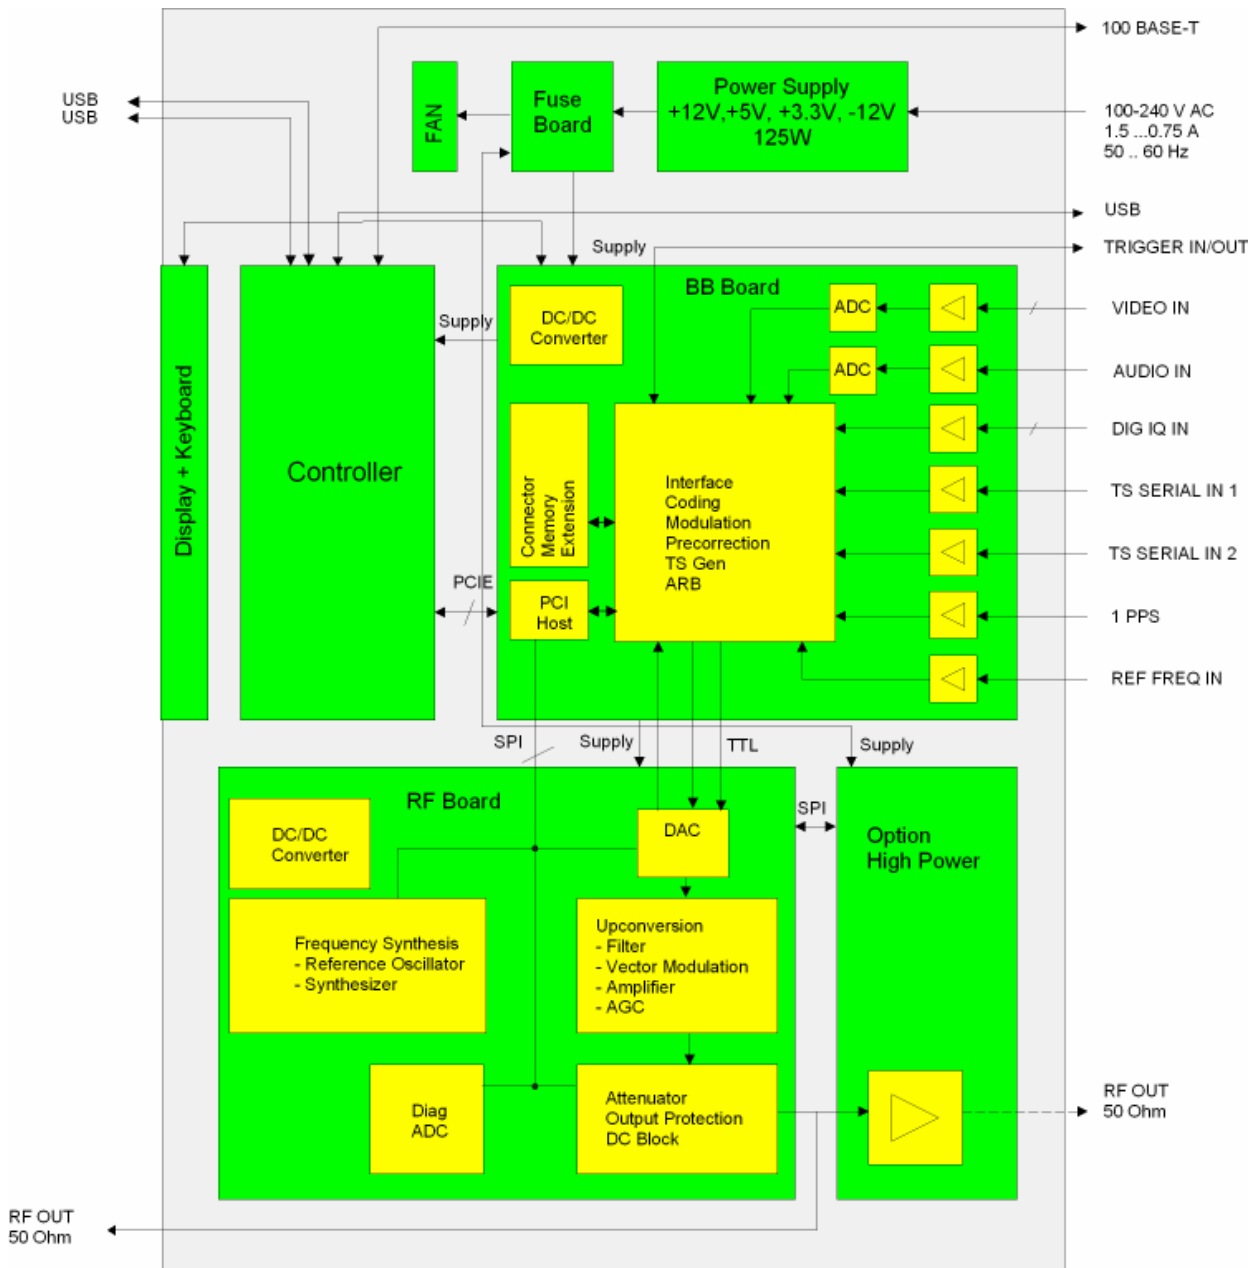 100 BASE-T
USB
USB
FAN
Fuse
Board
Power Supply
+12V,+5V, +3.3V, -12V
125W
100-240 V AC
1.5 ...0.75 A
50 .. 60 Hz
USB
Supply
TRIGGER IN/OUT
Display + Keyboard
Controller
Supply
BB Board
DC/DC
Converter
ADC
VIDEO IN
ADC
AUDIO IN
DIG IQ IN
Connector
Memory
Extension
Interface
Coding
Modulation
Precorrection
TS Gen
ARB
TS SERIAL IN 1
TS SERIAL IN 2
PCIE
PCI
Host
1 PPS
REF FREQ IN
SPI
Supply
TTL
Supply
RF Board
DC/DC
Converter
DAC
SPI
Option
High Power
Frequency Synthesis
- Reference Oscillator
- Synthesizer
Upconversion
- Filter
- Vector Modulation
- Amplifier
- AGC
Diag
ADC
Attenuator
Output Protection
DC Block
RF OUT
50 Ohm
RF OUT
50 Ohm